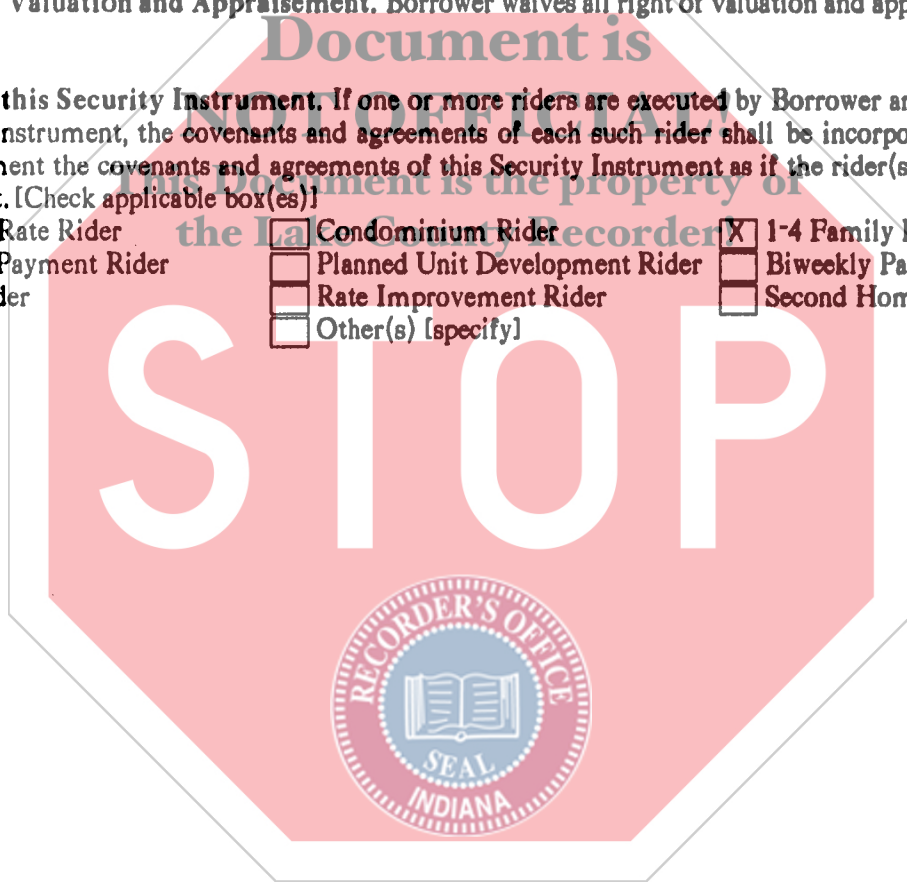 Valuation and Appraisement. Borrower waives all right of valuation and app
Document is
this Security Instrument. If one or more riders are executed by Borrower an
NOT OFFICIAL!
nstrument, the covenants and agreements of each such rider shall be incorpo
ent the covenants and agreements of this Security Instrument as if the rider(s
This Document is the property of
. [Check applicable box(es)]
Rate Rider Condominium Rider X 1-4 Family
the Lake County Recorder!
Payment Rider Planned Unit Development Rider Biweekly Pa
der Rate Improvement Rider Second Hom
Other(s) [specify]
STOP
RECORDER'S OFFICE
SEAL
INDIANA